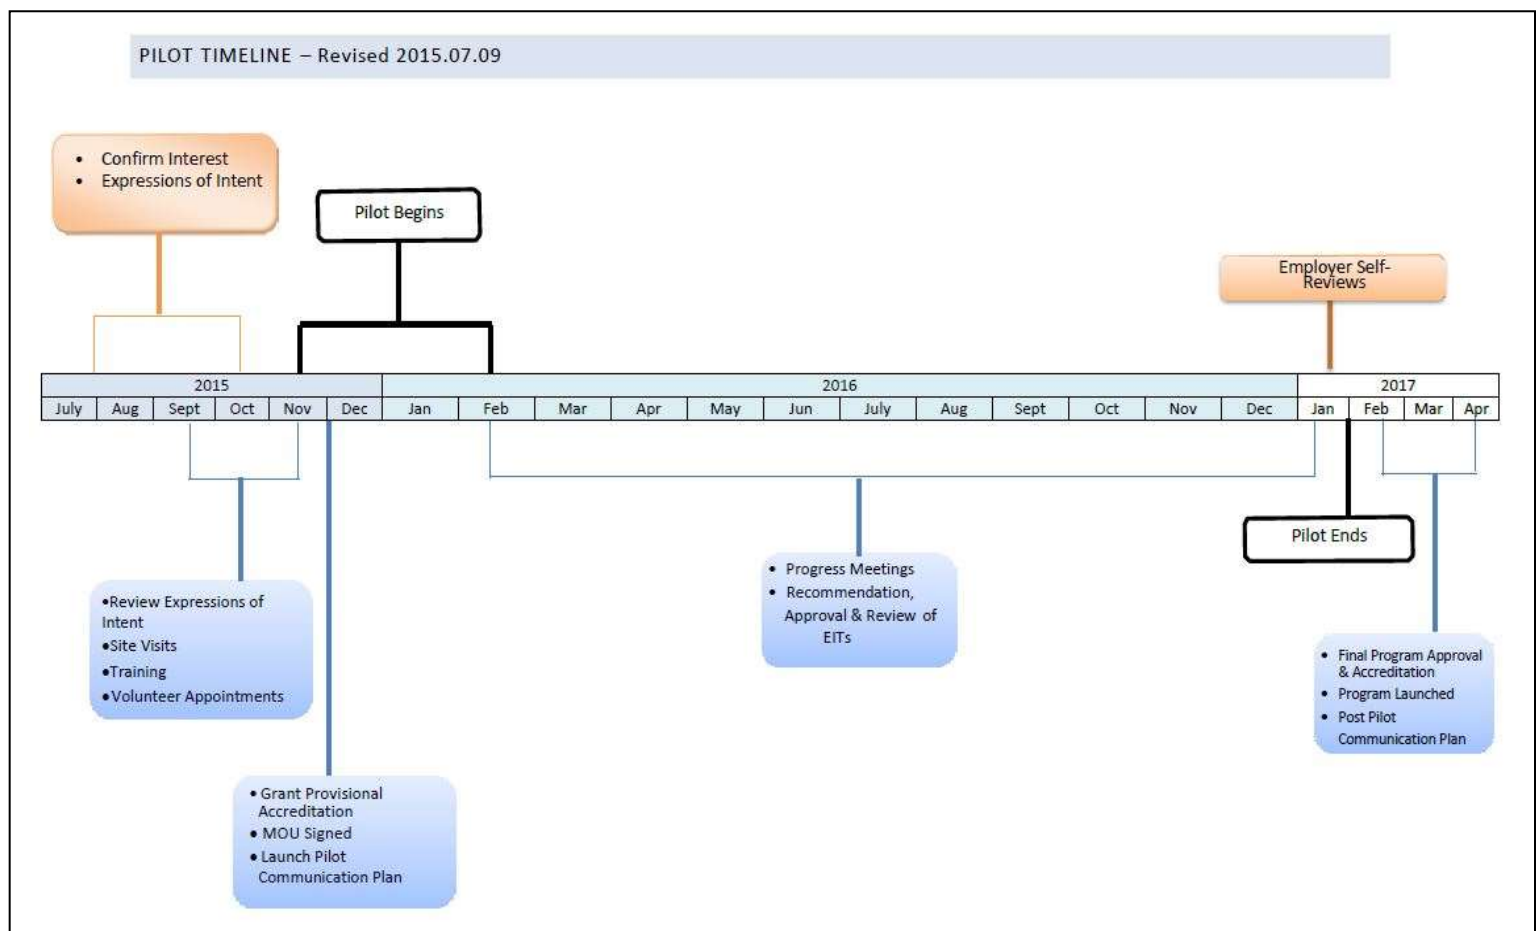 PILOT TIMELINE – Revised 2015.07.09
• Confirm Interest
• Expressions of Intent
Pilot Begins
Employer Self-
Reviews
2015 2016 2017
July Aug Sept Oct Nov Dec Jan Feb Mar Apr May Jun July Aug Sept Oct Nov Dec Jan Feb Mar Apr
Pilot Ends
•Review Expressions of
Intent
•Site Visits
•Training
•Volunteer Appointments
• Progress Meetings
• Recommendation,
Approval & Review of
EITs
• Final Program Approval
& Accreditation
• Program Launched
• Post Pilot
Communication Plan
• Grant Provisional
Accreditation
• MOU Signed
• Launch Pilot
Communication Plan